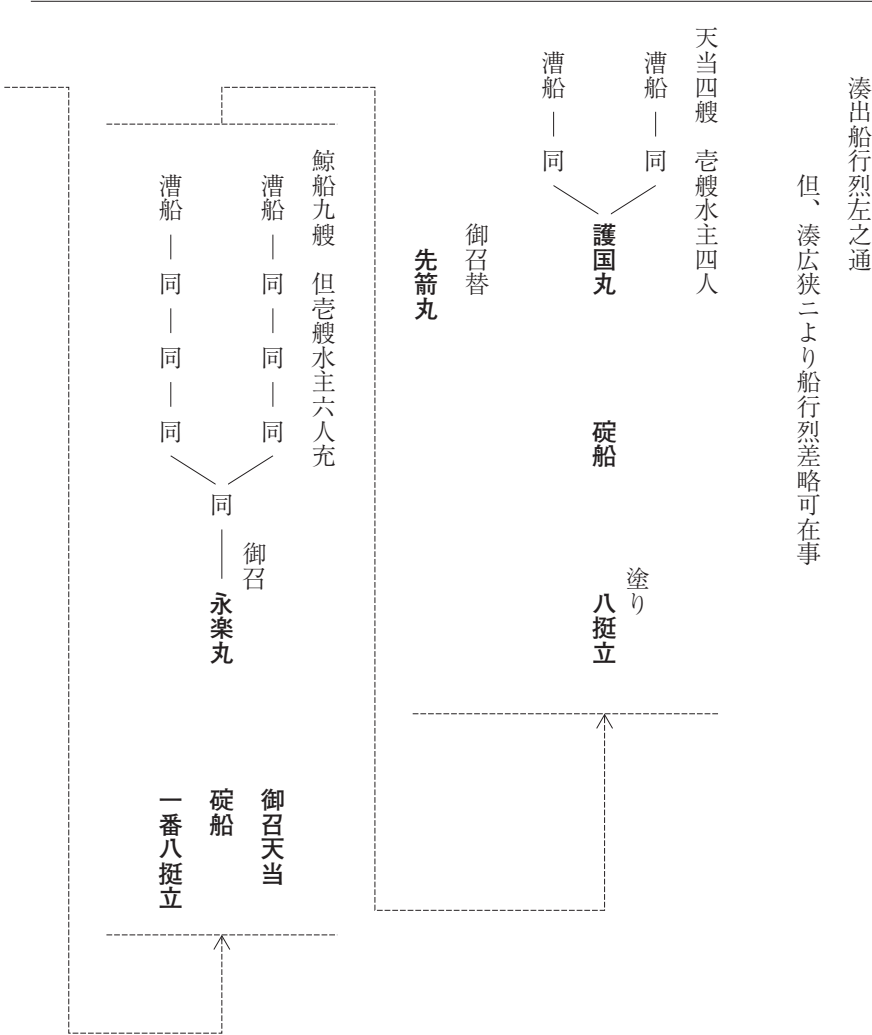 湊出船行烈左之通
但、湊広狭ニより船行烈差略可在事
天当四艘　壱艘水主四人
漕船 ― 同
漕船 ― 同
護国丸
碇船
塗り
八挺立
御召替
先箭丸
鯨船九艘　但壱艘水主六人充
漕船 ― 同 ― 同 ― 同
漕船 ― 同 ― 同 ― 同
同
御召
永楽丸
御召天当
碇船
一番八挺立